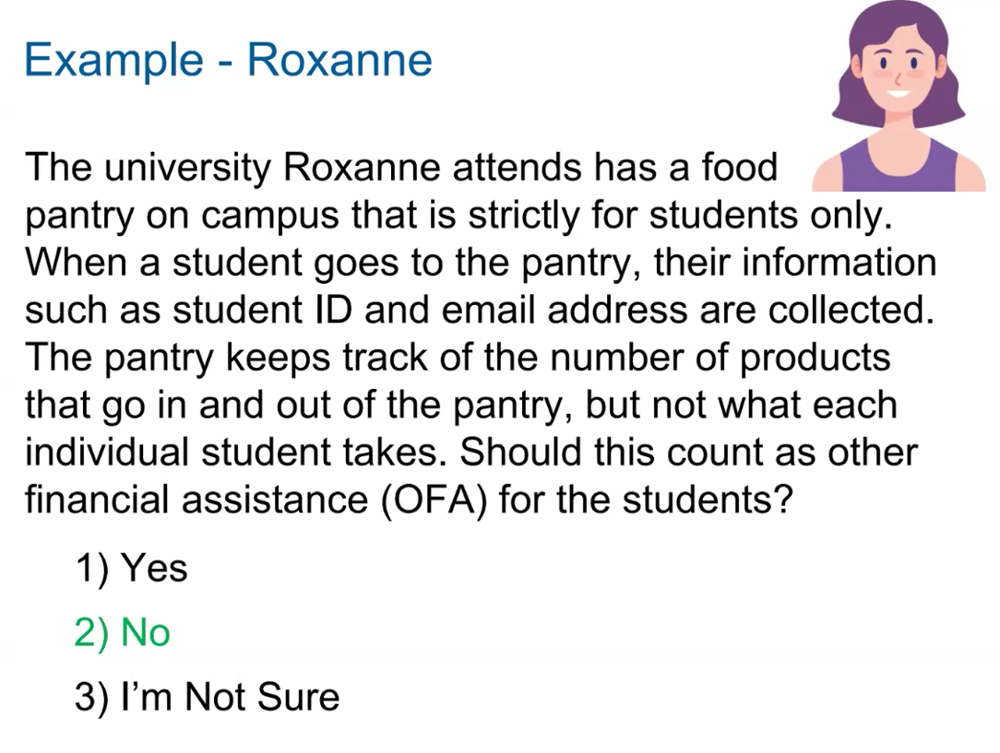 Example - Roxanne
The university Roxanne attends has a food
pantry on campus that is strictly for students only.
When a student goes to the pantry, their information
such as student ID and email address are collected.
The pantry keeps track of the number of products
that go in and out of the pantry, but not what each
individual student takes. Should this count as other
financial assistance (OFA) for the students?
1) Yes
2) No
3) I’m Not Sure